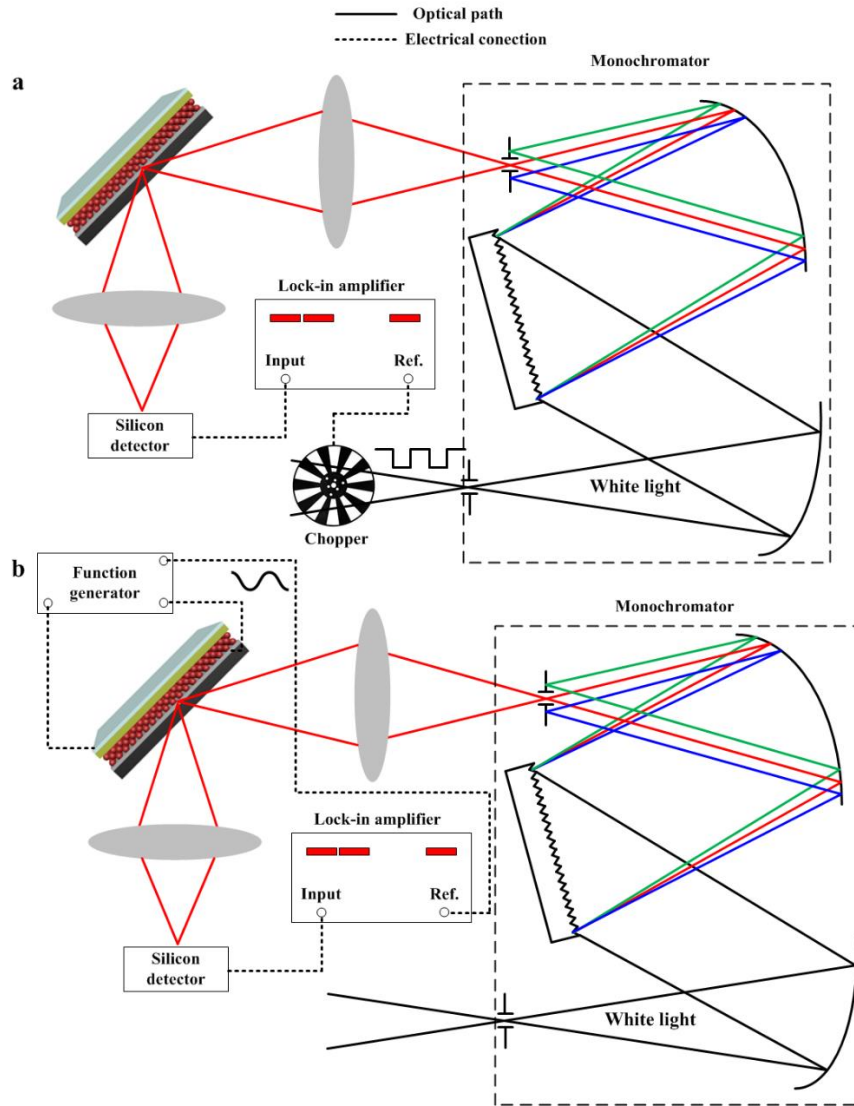 Optical path
Electrical conection
a
Monochromator
Lock-in amplifier
Input
Ref.
Silicon
detector
Chopper
White light
b
Function
generator
Monochromator
Lock-in amplifier
Input
Ref.
Silicon
detector
White light